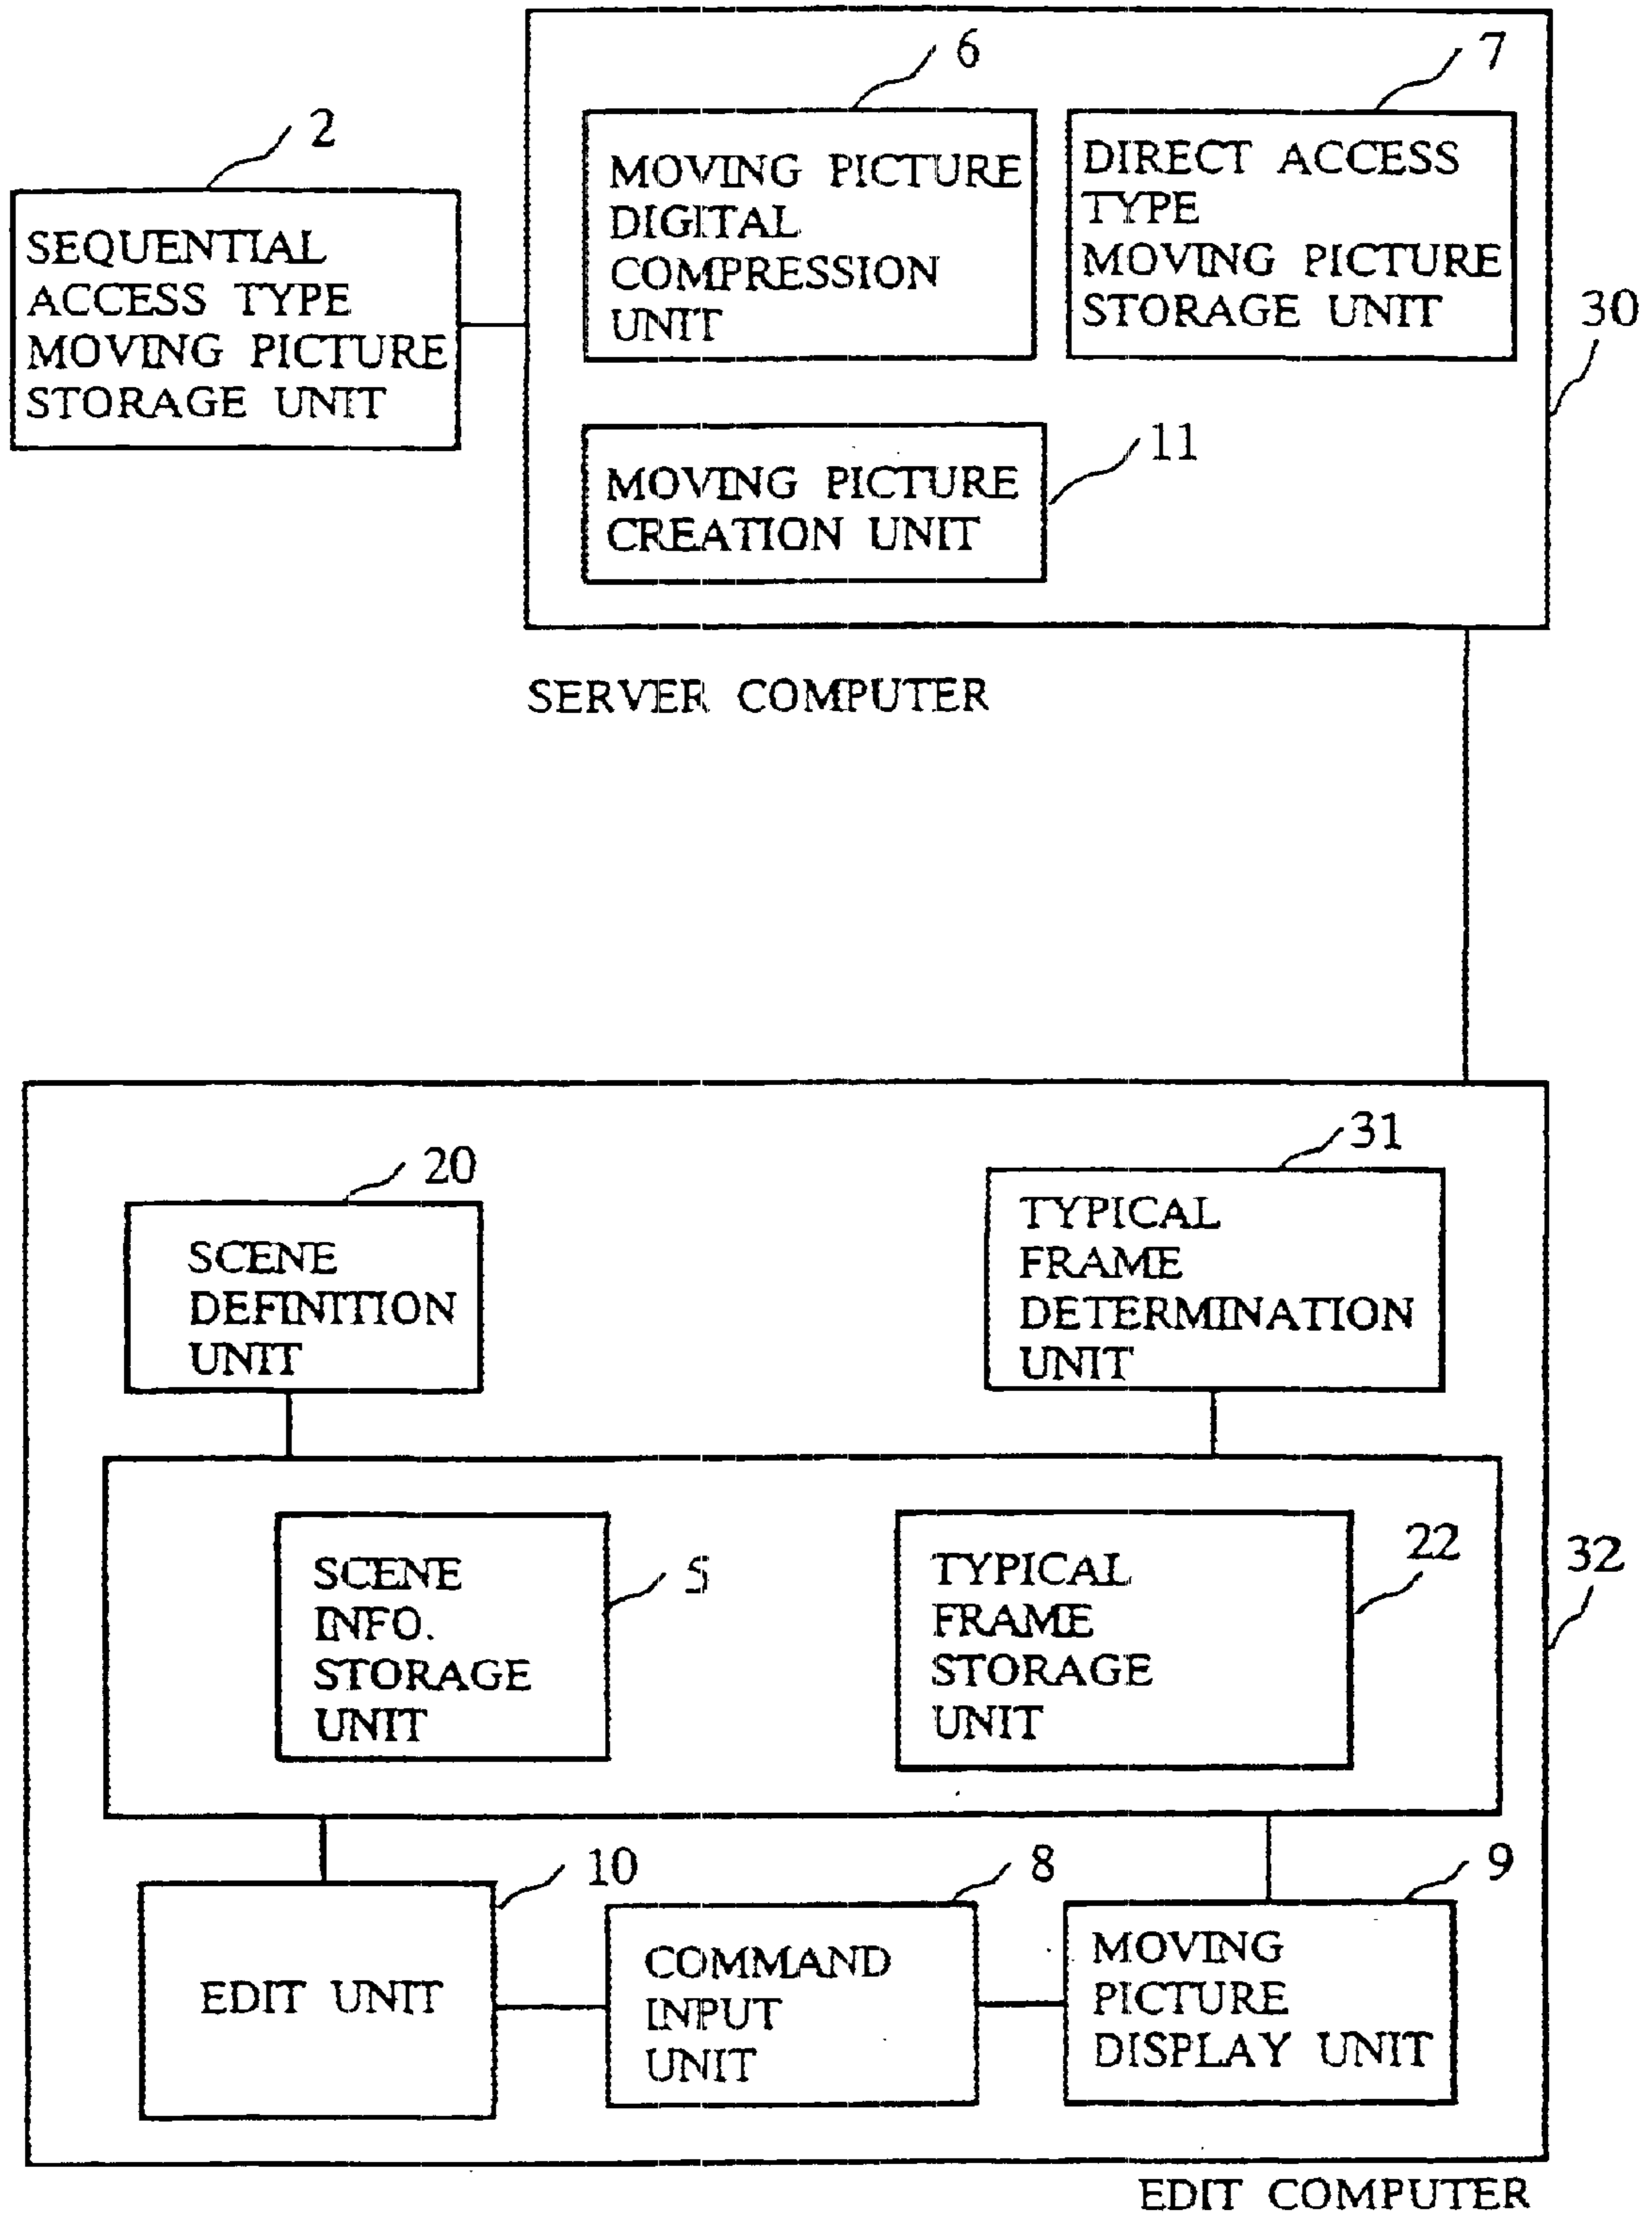 6
7
2
MOVING PICTURE
DIGITAL
COMPRESSION
UNIT
DIRECT ACCESS
TYPE
MOVING PICTURE
STORAGE UNIT
SEQUENTIAL
ACCESS TYPE
MOVING PICTURE
STORAGE UNIT
30
11
MOVING PICTURE
CREATION UNIT
SERVER COMPUTER
20
31
SCENE
DEFINITION
UNIT
TYPICAL
FRAME
DETERMINATION
UNIT
5
22
32
SCENE
INFO.
STORAGE
UNIT
TYPICAL
FRAME
STORAGE
UNIT
10
8
9
EDIT UNIT
COMMAND
INPUT
UNIT
MOVING
PICTURE
DISPLAY UNIT
EDIT COMPUTER